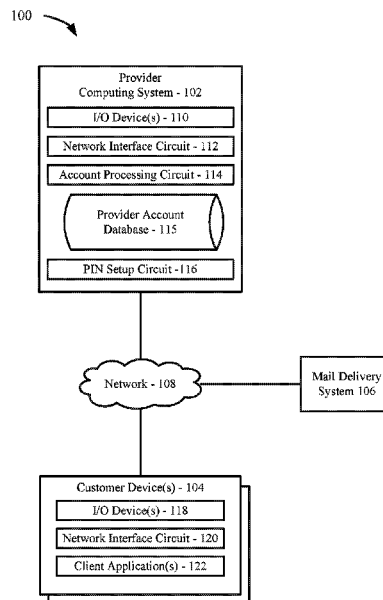 100
Provider
Computing System - 102
I/O Device(s) - 110
Network Interface Circuit - 112
Account Processing Circuit - 114
Provider Account
Database - 115
PIN Setup Circuit -116
Network - 108
Mail Delivery
System 106
Customer Device(s) - 104
I/O Device(s) - 118
Network Interface Circuit - 120
Client Application(s) - 122